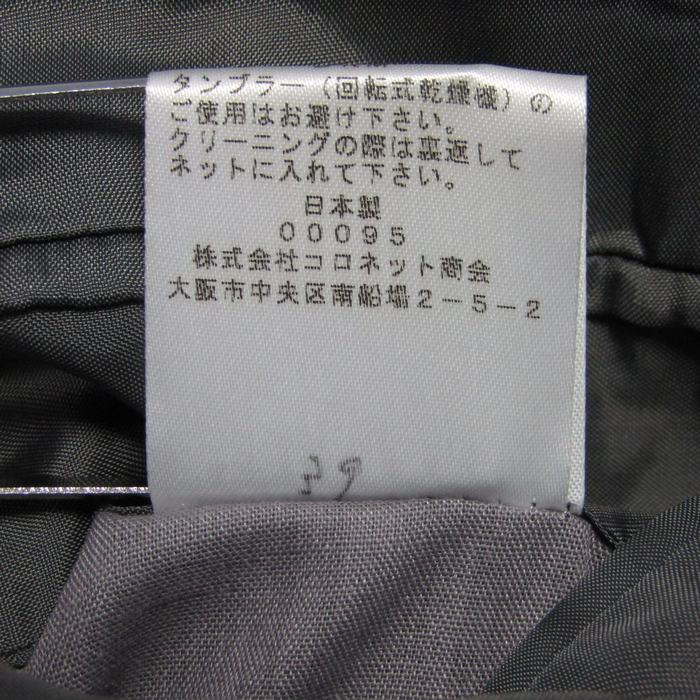 タンブラー（回転式乾燥機）の
ご使用はお避け下さい。
クリーニングの際は裏返して
ネットに入れて下さい。
日本製
00095
株式会社コロネット商会
大阪市中央区南船場2-5-2